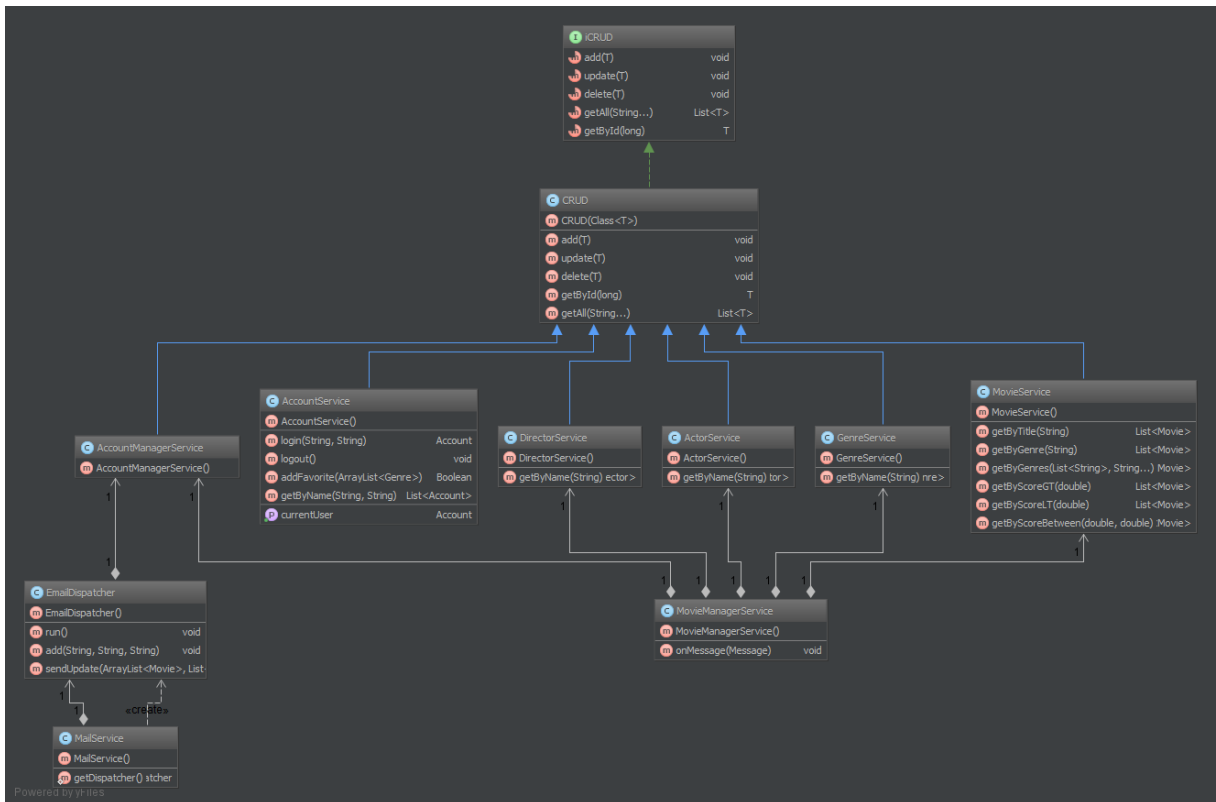 iCRUD
add(T) void
update(T) void
delete(T) void
getAll(String...) List<T>
getById(long) T
CRUD
CRUD(Class<T>)
add(T) void
update(T) void
delete(T) void
getById(long) T
getAll(String...) List<T>
AccountManagerService
AccountManagerService()
AccountService
AccountService()
login(String, String) Account
logout() void
addFavorite(ArrayList<Genre>) Boolean
getByName(String, String) List<Account>
currentUser Account
DirectorService
DirectorService()
getByName(String) ector>
ActorService
ActorService()
getByName(String) tor>
GenreService
GenreService()
getByName(String) nre>
MovieService
MovieService()
getByTitle(String) List<Movie>
getByGenre(String) List<Movie>
getByGenres(List<String>, String...) Movie>
getByScoreGT(double) List<Movie>
getByScoreLT(double) List<Movie>
getByScoreBetween(double, double) :Movie>
1 1 1 1 1 1
1
1 1 1 1 1
EmailDispatcher
EmailDispatcher()
run() void
add(String, String, String) void
sendUpdate(ArrayList<Movie>, List
MovieManagerService
MovieManagerService()
onMessage(Message) void
1
1 «create»
MailService
MailService()
getDispatcher() atcher
Powered by yFiles